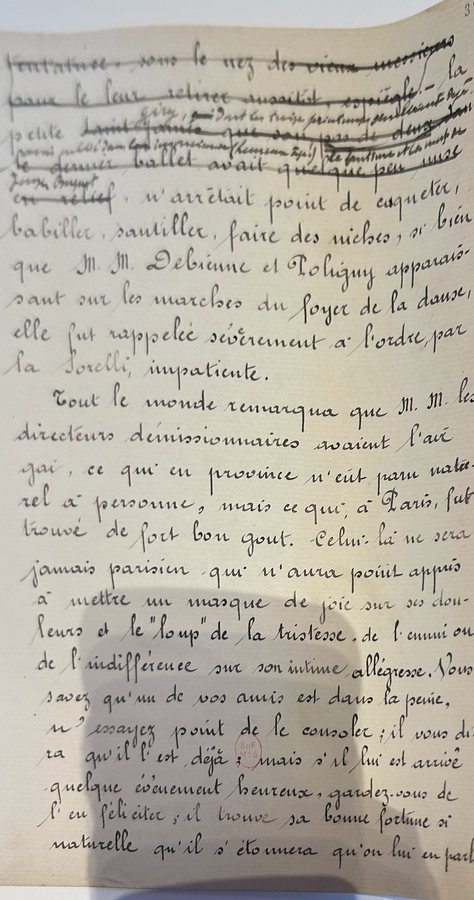 tentatrice, sous le nez des vieux messieurs
pour le leur retirer aussitôt, espiègle – la
petite
Giry,
le dernier ballet avait quelque peu mise
en relief, n'arrêtait point de caqueter,
babiller, sautiller, faire des niches, si bien
que M. M. Debienne et Poligny apparais-
sant sur les marches du foyer de la danse,
elle fut rappelée sévèrement à l'ordre, par
la Sorelli, impatiente.
Tout le monde remarqua que M. M. les
directeurs démissionnaires avaient l'air
gai, ce qui en province n'eût paru natu-
rel à personne, mais ce qui, à Paris, fut
trouvé de fort bon gout. Celui-là ne sera
jamais parisien qui n'aura point appris
à mettre un masque de joie sur ses dou-
leurs et le "loup" de la tristesse, de l'ennui ou
de l'indifférence sur son intime allégresse. Vous
savez qu'un de vos amis est dans la peine,
n'essayez point de le consoler ; il vous di-
ra qu'il l'est déjà ; mais s'il lui est arrivé
quelque évènement heureux, gardez-vous de
l'en féliciter ; il trouve sa bonne fortune si
naturelle qu'il s'étonnera qu'on lui en parl